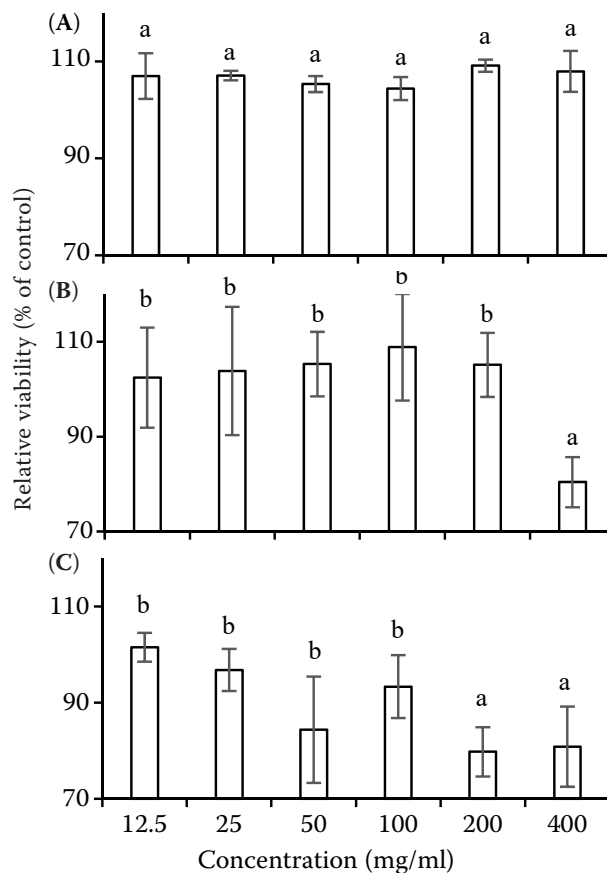 (A)
110
90
70
a a a a a a
(B)
110
90
70
b b b b b a
(C)
110
90
70
b b b b a a
12.5 25 50 100 200 400
Concentration (mg/ml)
Relative viability (% of control)